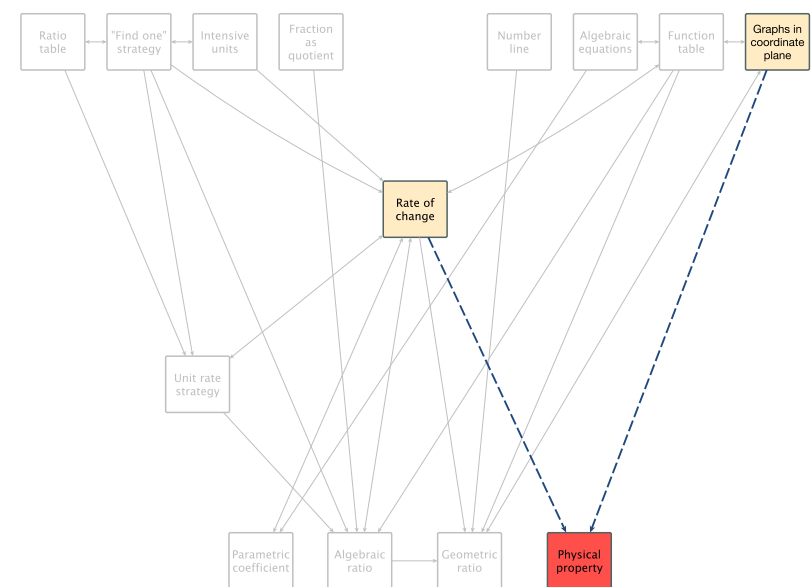 Ratio
table
"Find one"
strategy
Intensive
units
Fraction
as
quotient
Number
line
Algebraic
equations
Function
table
Graphs in
coordinate
plane
Rate of
change
Unit rate
strategy
Parametric
coefficient
Algebraic
ratio
Geometric
ratio
Physical
property